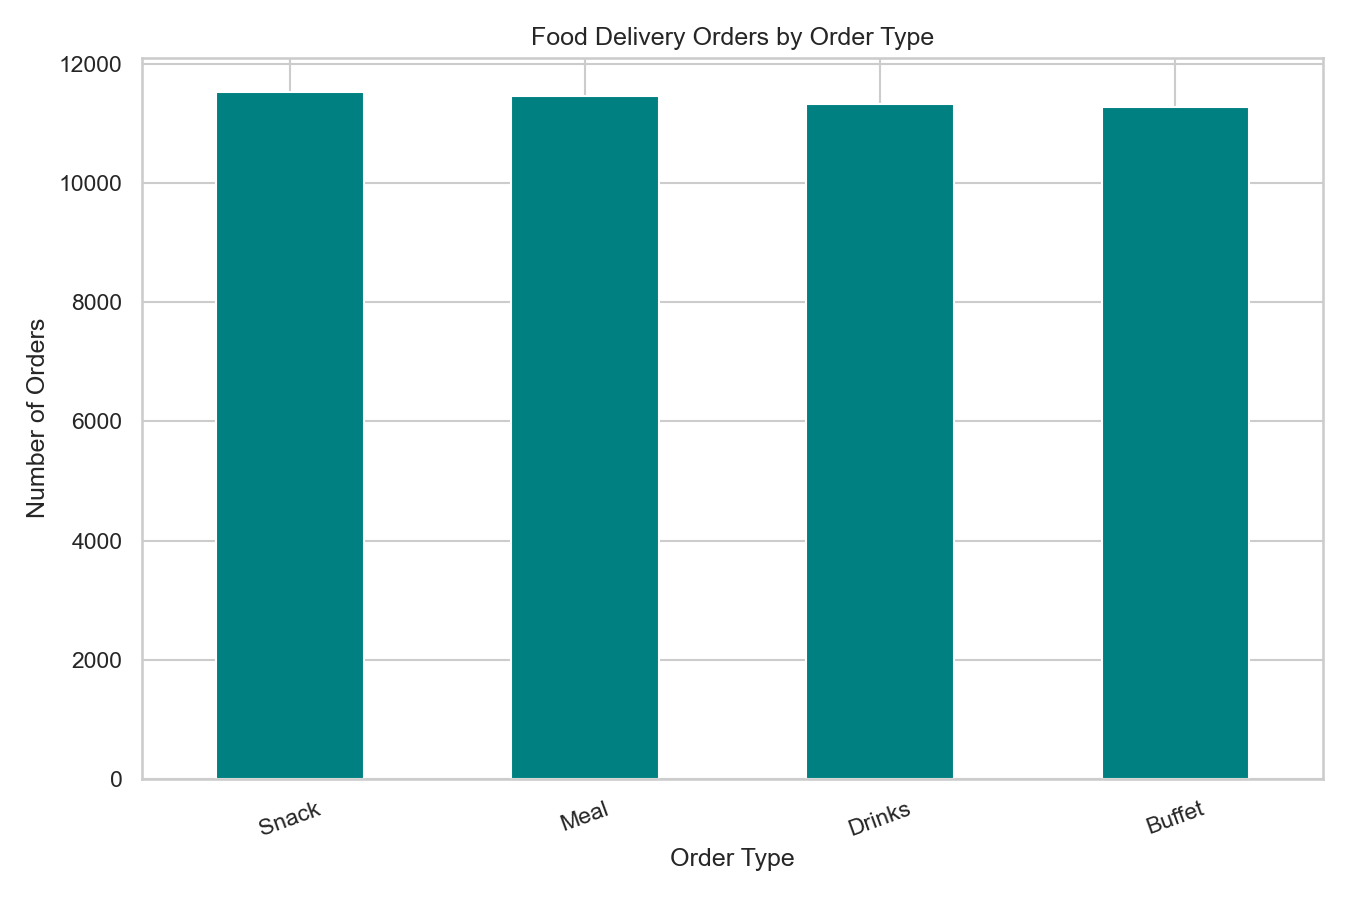 Food Delivery Orders by Order Type
12000
10000
8000
6000
4000
2000
0
Number of Orders
Snack
Meal
Drinks
Buffet
Order Type